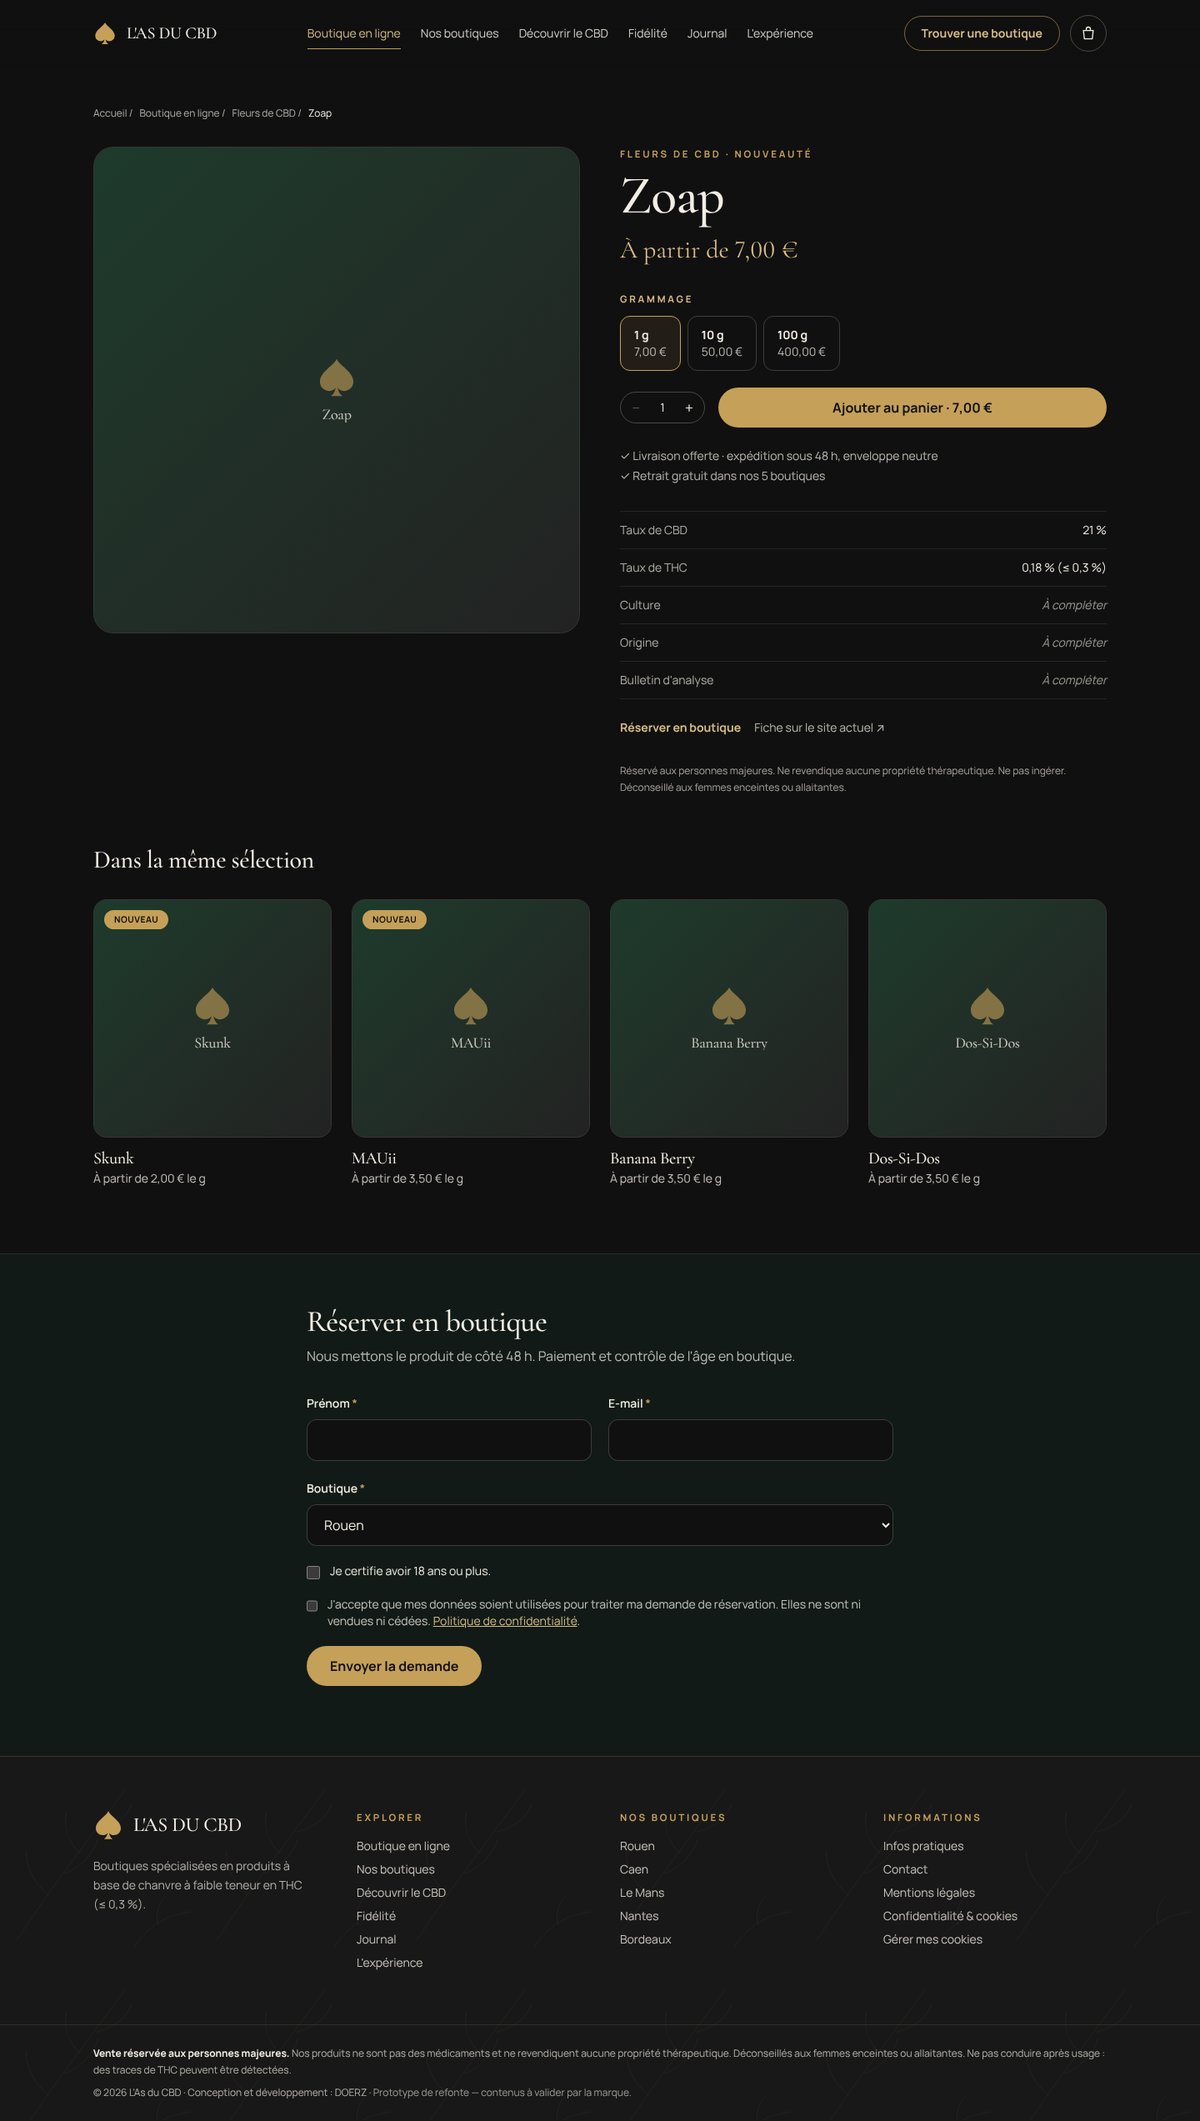 L'AS DU CBD
Boutique en ligne
Nos boutiques
Découvrir le CBD
Fidélité
Journal
L'expérience
Trouver une boutique
Accueil / Boutique en ligne / Fleurs de CBD / Zoap
Zoap
FLEURS DE CBD · NOUVEAUTÉ
Zoap
À partir de 7,00 €
GRAMMAGE
1 g
7,00 €
10 g
50,00 €
100 g
400,00 €
− 1 +
Ajouter au panier · 7,00 €
✓ Livraison offerte · expédition sous 48 h, enveloppe neutre
✓ Retrait gratuit dans nos 5 boutiques
Taux de CBD 21 %
Taux de THC 0,18 % (≤ 0,3 %)
Culture À compléter
Origine À compléter
Bulletin d'analyse À compléter
Réserver en boutique Fiche sur le site actuel ↗
Réservé aux personnes majeures. Ne revendique aucune propriété thérapeutique. Ne pas ingérer.
Déconseillé aux femmes enceintes ou allaitantes.
Dans la même sélection
NOUVEAU
Skunk
Skunk
À partir de 2,00 € le g
NOUVEAU
MAUii
MAUii
À partir de 3,50 € le g
Banana Berry
Banana Berry
À partir de 3,50 € le g
Dos-Si-Dos
Dos-Si-Dos
À partir de 3,50 € le g
Réserver en boutique
Nous mettons le produit de côté 48 h. Paiement et contrôle de l'âge en boutique.
Prénom *
E-mail *
Boutique *
Rouen
Je certifie avoir 18 ans ou plus.
J'accepte que mes données soient utilisées pour traiter ma demande de réservation. Elles ne sont ni
vendues ni cédées. Politique de confidentialité.
Envoyer la demande
L'AS DU CBD
Boutiques spécialisées en produits à
base de chanvre à faible teneur en THC
(≤ 0,3 %).
EXPLORER
Boutique en ligne
Nos boutiques
Découvrir le CBD
Fidélité
Journal
L'expérience
NOS BOUTIQUES
Rouen
Caen
Le Mans
Nantes
Bordeaux
INFORMATIONS
Infos pratiques
Contact
Mentions légales
Confidentialité & cookies
Gérer mes cookies
Vente réservée aux personnes majeures. Nos produits ne sont pas des médicaments et ne revendiquent aucune propriété thérapeutique. Déconseillés aux femmes enceintes ou allaitantes. Ne pas conduire après usage :
des traces de THC peuvent être détectées.
© 2026 L'As du CBD · Conception et développement : DOERZ · Prototype de refonte — contenus à valider par la marque.